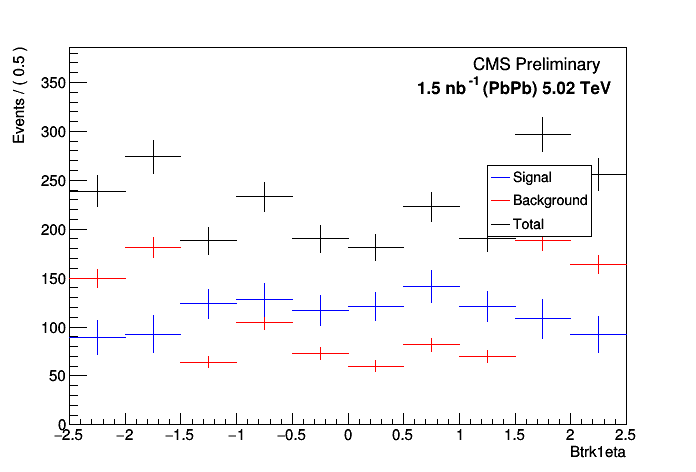 CMS Preliminary
1.5 nb⁻¹ (PbPb) 5.02 TeV
Events / ( 0.5 )
350
300
250
200
150
100
50
0
Signal
Background
Total
−2.5 −2 −1.5 −1 −0.5 0 0.5 1 1.5 2 2.5
Btrk1eta